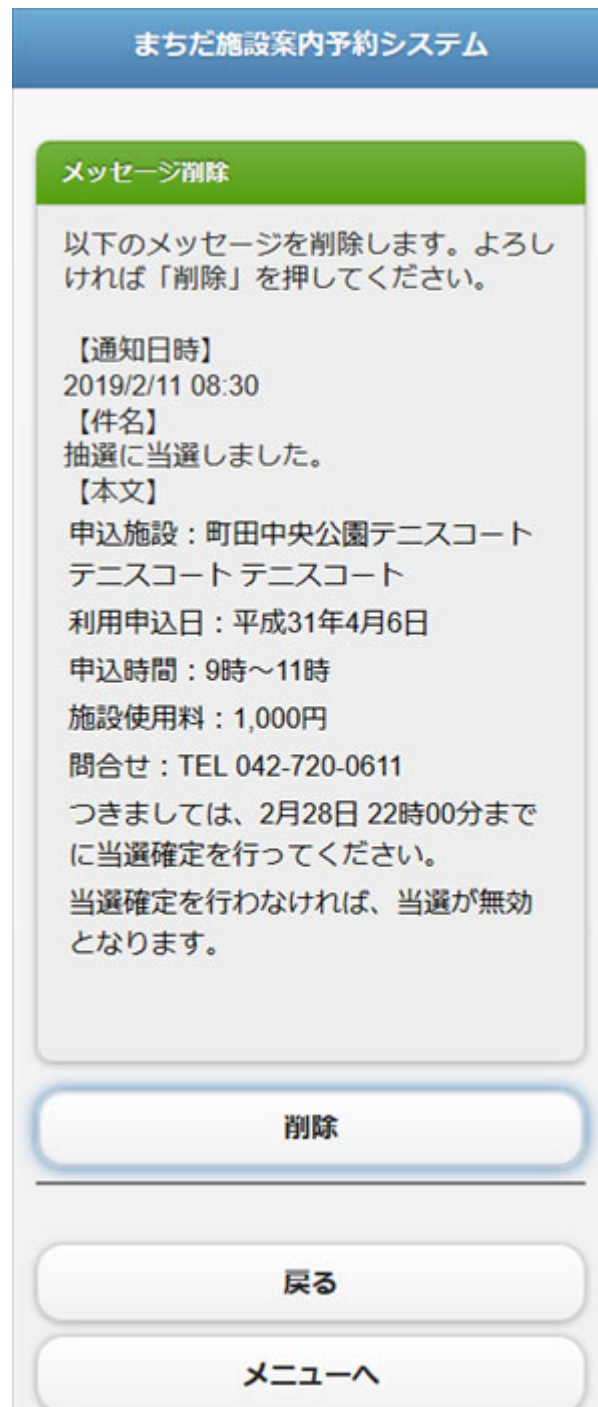 まちだ施設案内予約システム
メッセージ削除
以下のメッセージを削除します。よろし
ければ「削除」を押してください。
【通知日時】
2019/2/11 08:30
【件名】
抽選に当選しました。
【本文】
申込施設：町田中央公園テニスコート
テニスコート テニスコート
利用申込日：平成31年4月6日
申込時間：9時～11時
施設使用料：1,000円
問合せ：TEL 042-720-0611
つきましては、2月28日 22時00分まで
に当選確定を行ってください。
当選確定を行わなければ、当選が無効
となります。
削除
戻る
メニューへ